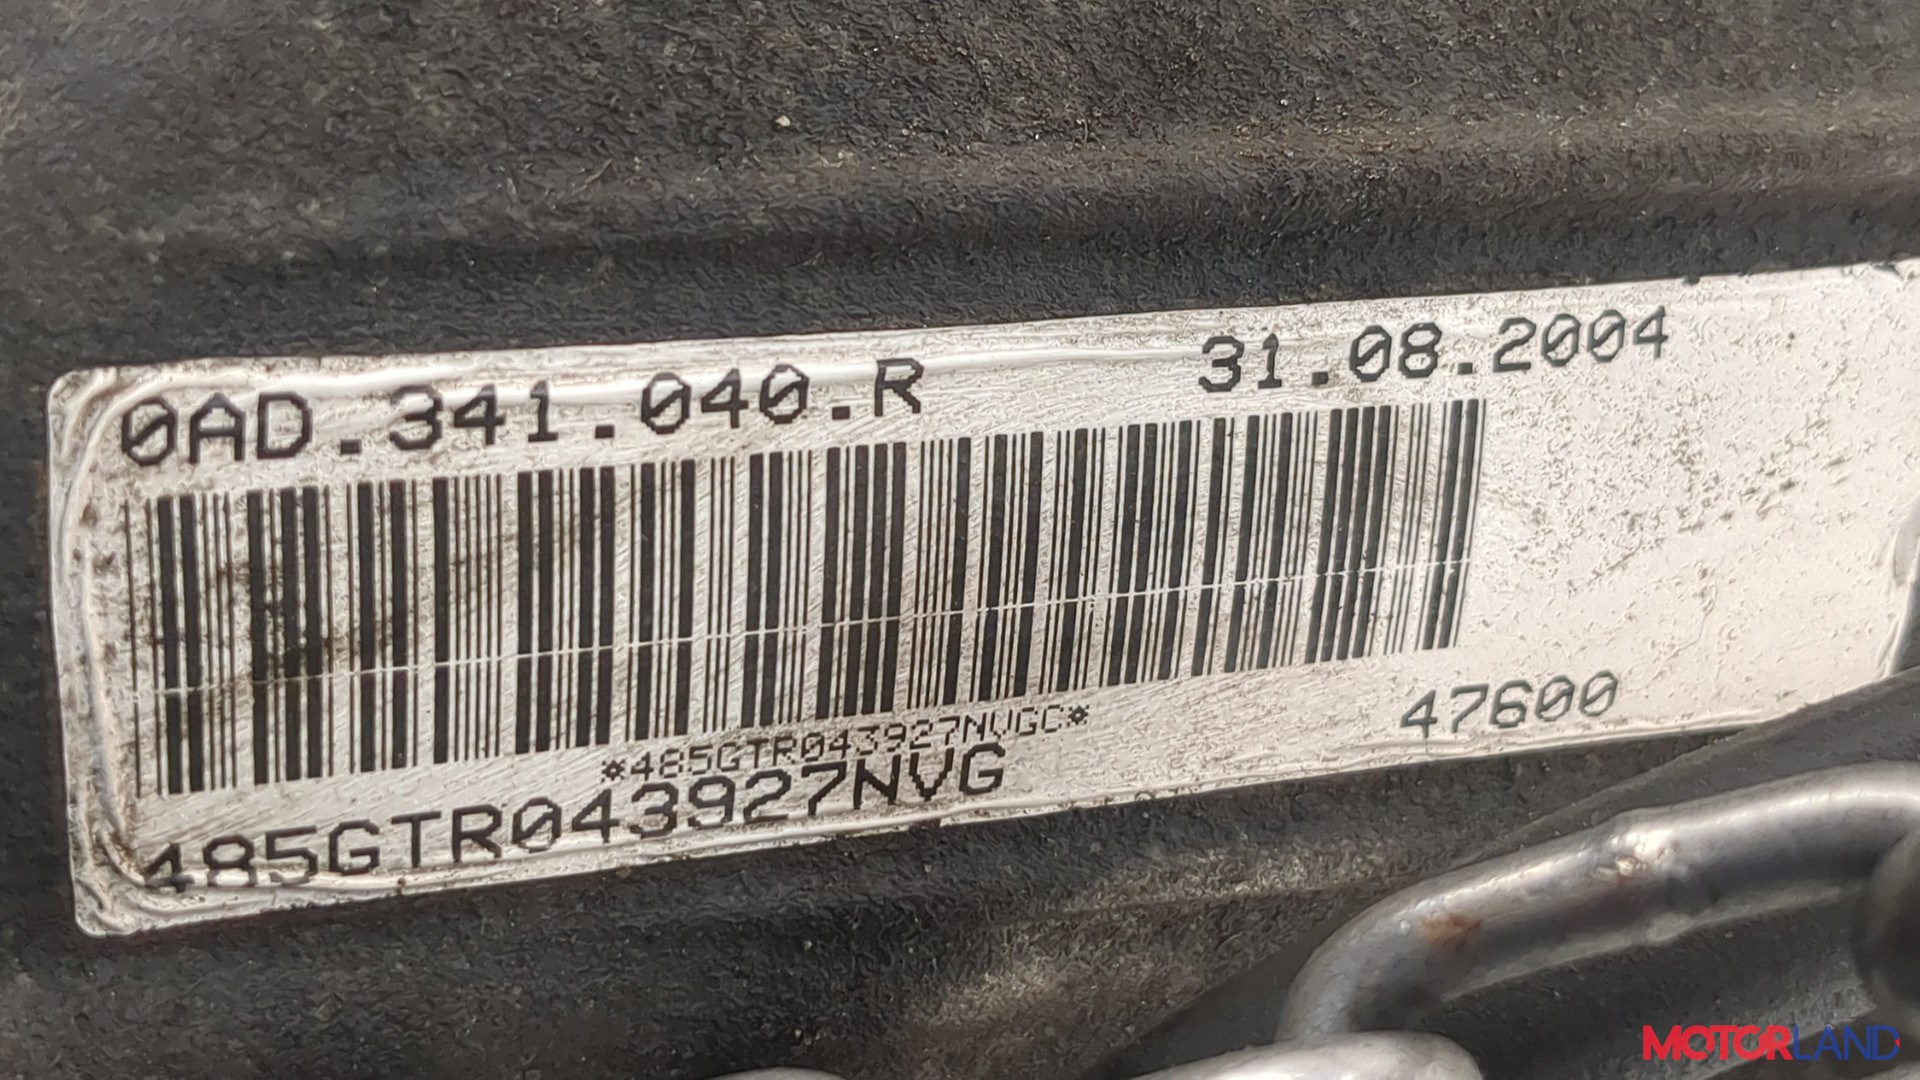 0AD.341.040.R 31.08.2004
*485GTR043927NVGC*
47600
485GTR043927NVG
MOTORLAND